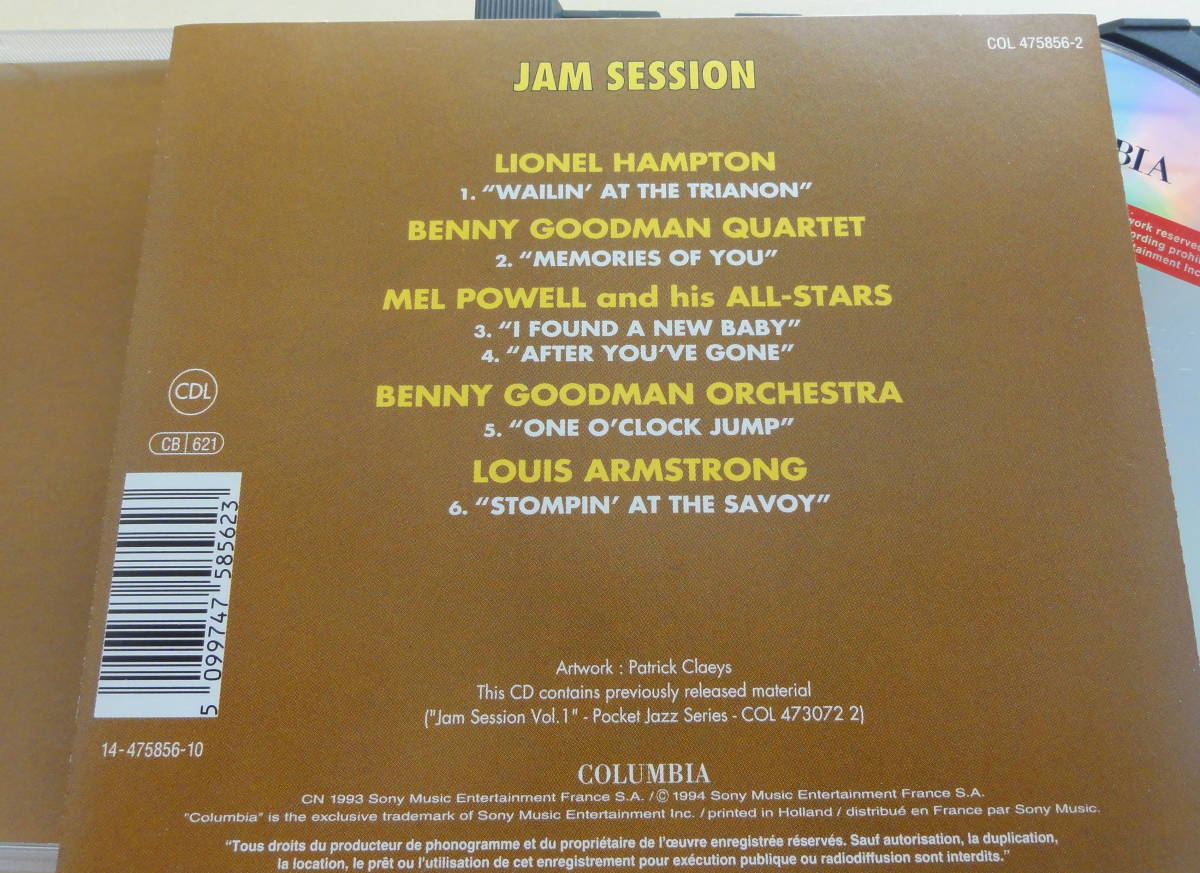 COL 475856-2
JAM SESSION
LIONEL HAMPTON
1. “WAILIN’ AT THE TRIANON”
BENNY GOODMAN QUARTET
2. “MEMORIES OF YOU”
MEL POWELL and his ALL-STARS
3. “I FOUND A NEW BABY”
4. “AFTER YOU’VE GONE”
BENNY GOODMAN ORCHESTRA
5. “ONE O’CLOCK JUMP”
LOUIS ARMSTRONG
6. “STOMPIN’ AT THE SAVOY”
CDL
CB 621
5 099747 585623
14-475856-10
Artwork : Patrick Claeys
This CD contains previously released material
("Jam Session Vol.1" - Pocket Jazz Series - COL 473072 2)
COLUMBIA
CN 1993 Sony Music Entertainment France S.A. / © 1994 Sony Music Entertainment France S.A.
"Columbia" is the exclusive trademark of Sony Music Entertainment Inc. / printed in Holland / distribué en France par Sony Music.
“Tous droits du producteur de phonogramme et du propriétaire de l’œuvre enregistrée réservés. Sauf autorisation, la duplication,
la location, le prêt ou l’utilisation de cet enregistrement pour exécution publique ou radiodiffusion sont interdits.”
BIA
work reserve
ording prohi
tainment Inc